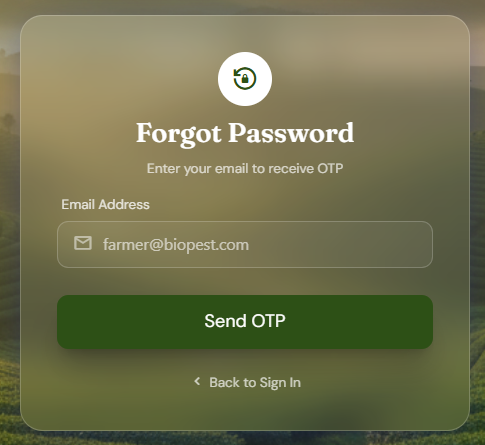 Forgot Password
Enter your email to receive OTP
Email Address
farmer@biopest.com
Send OTP
Back to Sign In